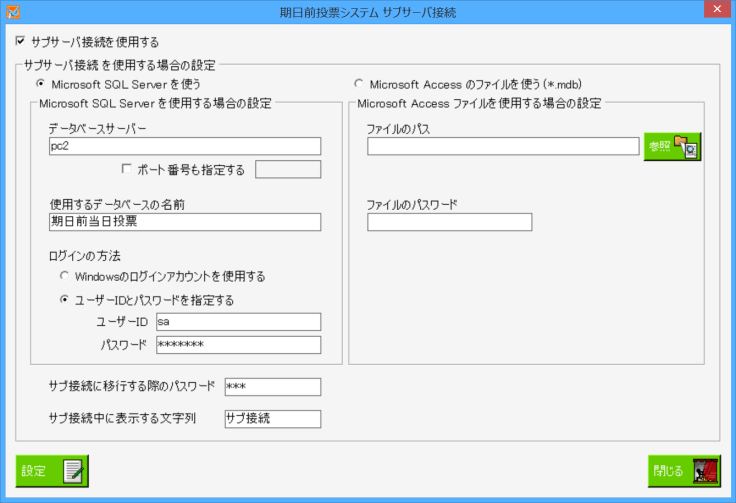 期日前投票システム サブサーバ接続
サブサーバ接続を使用する
サブサーバ接続 を使用する場合の設定
Microsoft SQL Server を使う
Microsoft Access のファイルを使う (*.mdb)
Microsoft SQL Server を使用する場合の設定
Microsoft Access ファイルを使用する場合の設定
データベースサーバー
ファイルのパス
pc2
参照
ポート番号も指定する
使用するデータベースの名前
ファイルのパスワード
期日前当日投票
ログインの方法
Windowsのログインアカウントを使用する
ユーザーIDとパスワードを指定する
ユーザーID
sa
パスワード
*******
サブ接続に移行する際のパスワード
***
サブ接続中に表示する文字列
サブ接続
設定
閉じる